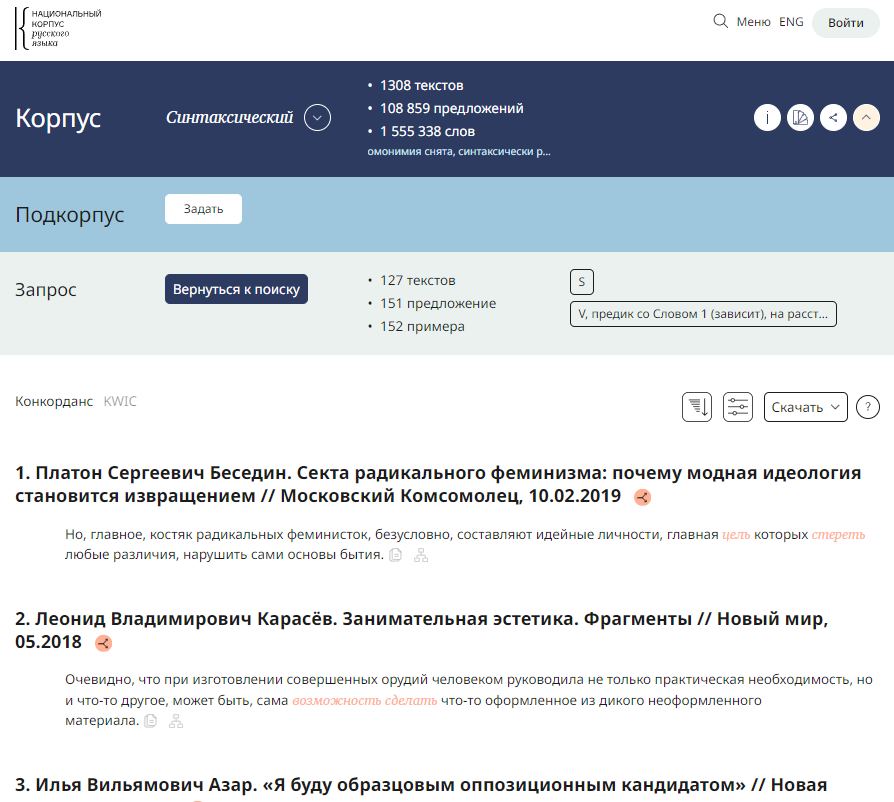 НАЦИОНАЛЬНЫЙ
КОРПУС
русского
языка
Меню ENG Войти
Корпус
Синтаксический
• 1308 текстов
• 108 859 предложений
• 1 555 338 слов
омонимия снята, синтаксически р...
Подкорпус
Задать
Запрос
Вернуться к поиску
• 127 текстов
• 151 предложение
• 152 примера
S
V, предик со Словом 1 (зависит), на расст...
Конкорданс KWIC
Скачать ?
1. Платон Сергеевич Беседин. Секта радикального феминизма: почему модная идеология
становится извращением // Московский Комсомолец, 10.02.2019
Но, главное, костяк радикальных феминисток, безусловно, составляют идейные личности, главная цель которых стереть
любые различия, нарушить сами основы бытия.
2. Леонид Владимирович Карасёв. Занимательная эстетика. Фрагменты // Новый мир,
05.2018
Очевидно, что при изготовлении совершенных орудий человеком руководила не только практическая необходимость, но
и что-то другое, может быть, сама возможность сделать что-то оформленное из дикого неоформленного
материала.
3. Илья Вильямович Азар. «Я буду образцовым оппозиционным кандидатом» // Новая